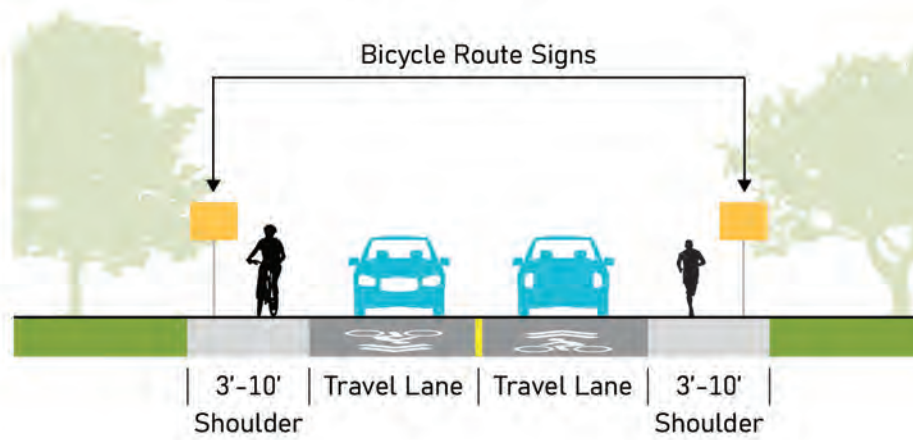 Bicycle Route Signs
3'-10' Travel Lane Travel Lane 3'-10'
Shoulder Shoulder